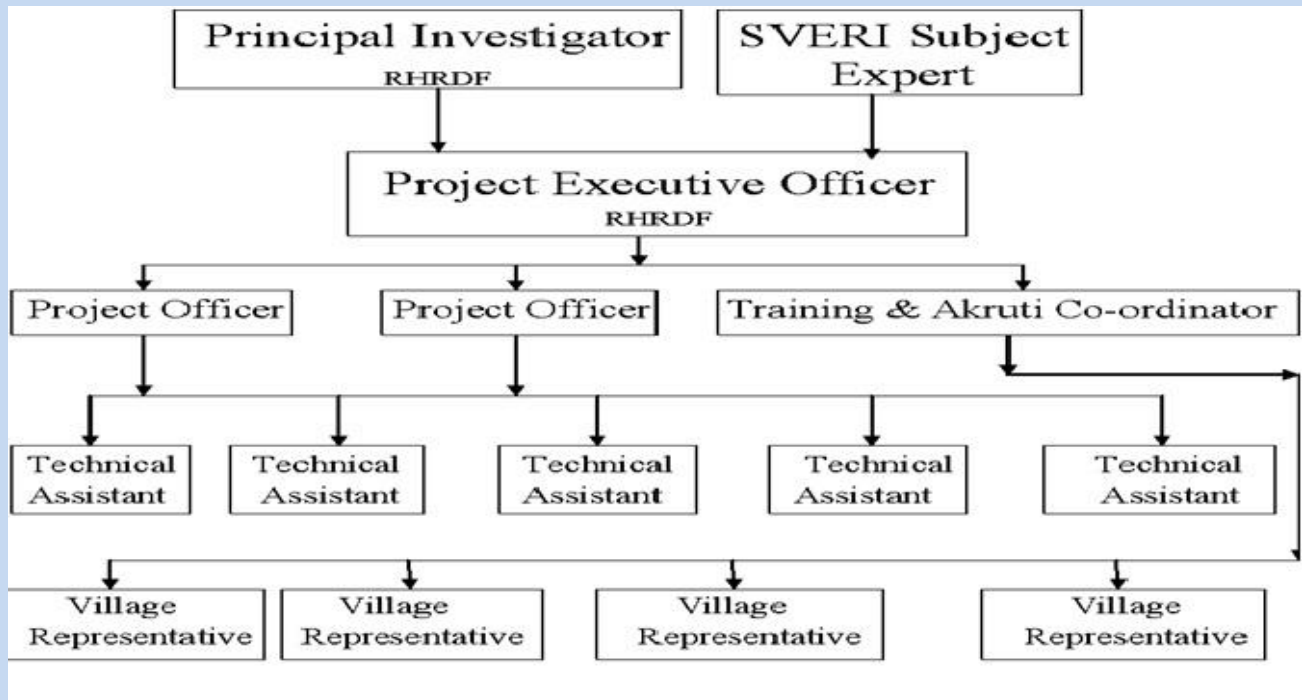 Principal Investigator
RHRDF
SVERI Subject
Expert
Project Executive Officer
RHRDF
Project Officer
Project Officer
Training & Akruti Co-ordinator
Technical
Assistant
Technical
Assistant
Technical
Assistant
Technical
Assistant
Technical
Assistant
Village
Representative
Village
Representative
Village
Representative
Village
Representative